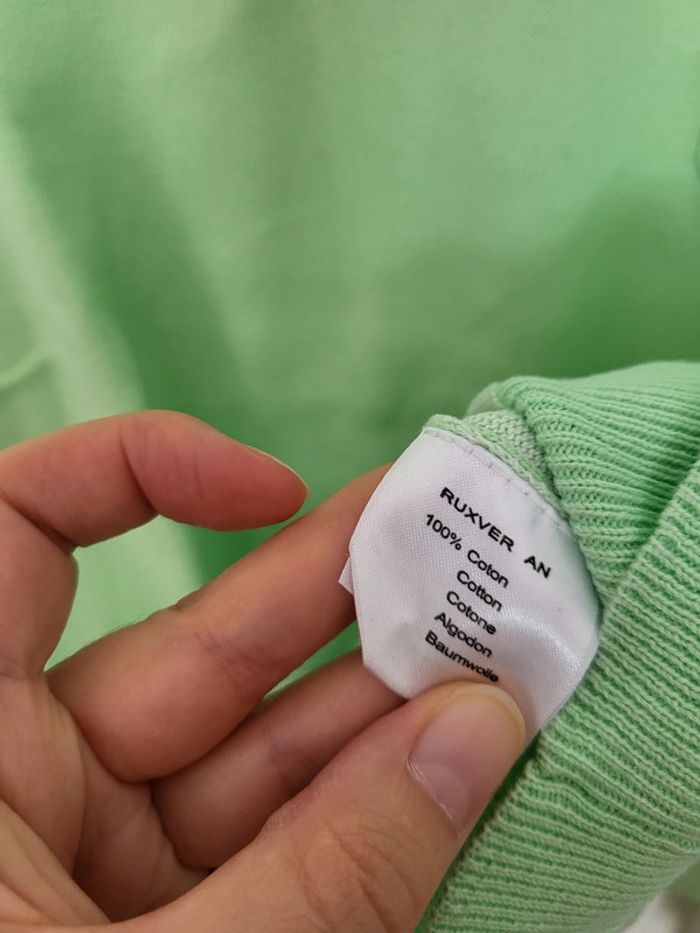 RUXVER AN
100% Coton
Cotton
Cotone
Algodon
Baumwolle